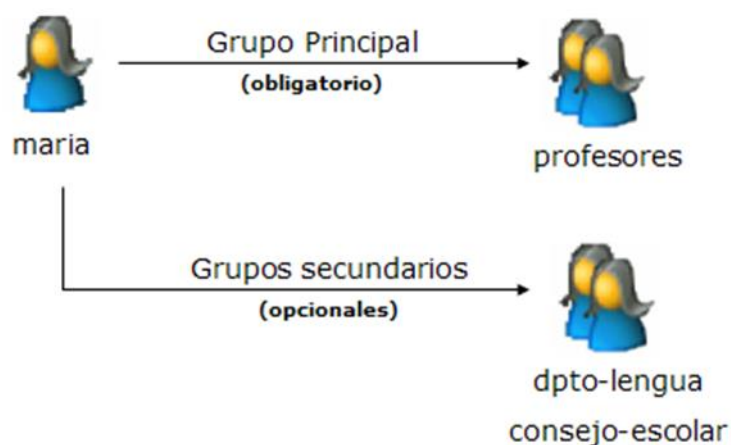 Grupo Principal
(obligatorio)
maria
profesores
Grupos secundarios
(opcionales)
dpto-lengua
consejo-escolar